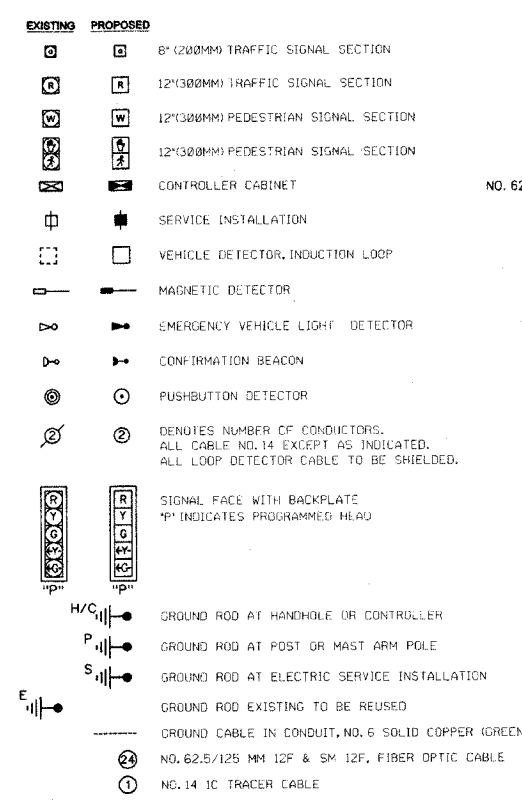 EXISTING PROPOSED
8" (200MM) TRAFFIC SIGNAL SECTION
R R 12"(300MM) TRAFFIC SIGNAL SECTION
W W 12"(300MM) PEDESTRIAN SIGNAL SECTION
12"(300MM) PEDESTRIAN SIGNAL SECTION
CONTROLLER CABINET NO. 62
SERVICE INSTALLATION
VEHICLE DETECTOR, INDUCTION LOOP
MAGNETIC DETECTOR
EMERGENCY VEHICLE LIGHT DETECTOR
CONFIRMATION BEACON
PUSHBUTTON DETECTOR
2 2 DENOTES NUMBER OF CONDUCTORS.
ALL CABLE NO. 14 EXCEPT AS INDICATED.
ALL LOOP DETECTOR CABLE TO BE SHIELDED.
R R SIGNAL FACE WITH BACKPLATE
Y Y "P" INDICATES PROGRAMMED HEAD
G G
Y Y
G G
"P" "P"
H/C GROUND ROD AT HANDHOLE OR CONTROLLER
P GROUND ROD AT POST OR MAST ARM POLE
S GROUND ROD AT ELECTRIC SERVICE INSTALLATION
E GROUND ROD EXISTING TO BE REUSED
GROUND CABLE IN CONDUIT, NO. 6 SOLID COPPER (GREEN
24 NO. 62.5/125 MM 12F & SM 12F, FIBER OPTIC CABLE
1 NO. 14 1C TRACER CABLE